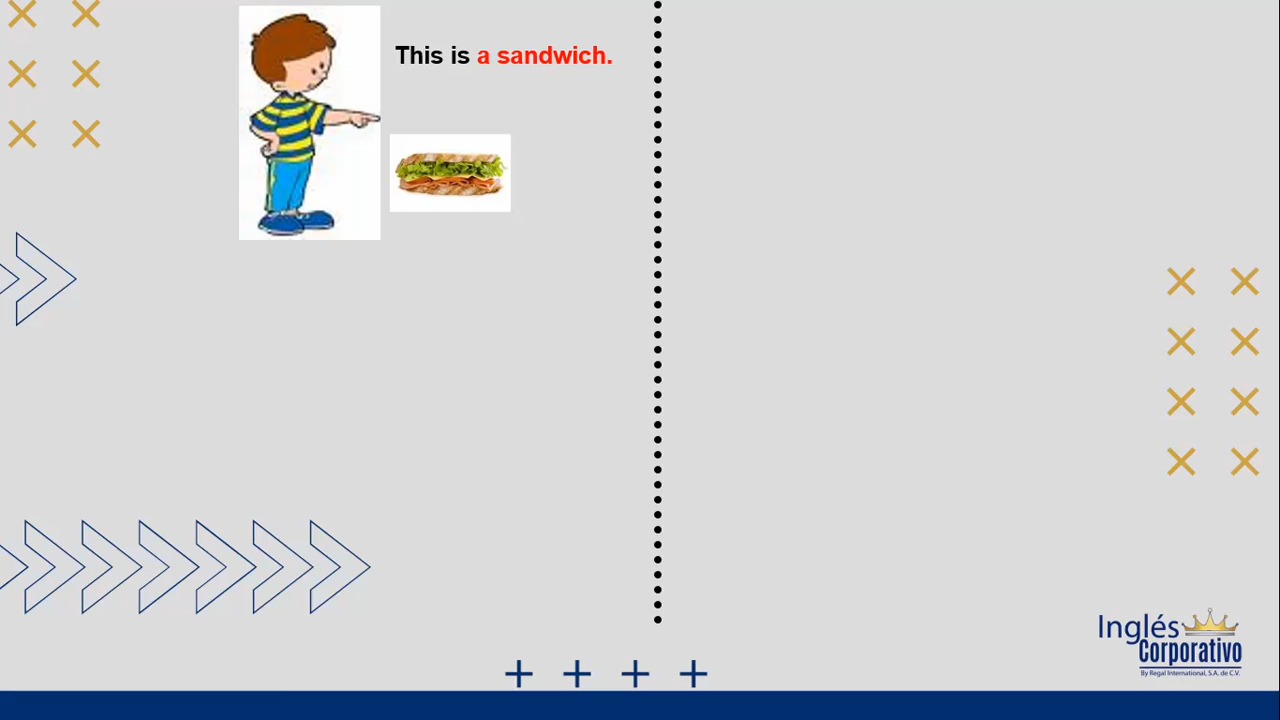 This is a sandwich.
Inglés
Corporativo
By Regal International, S.A. de C.V.